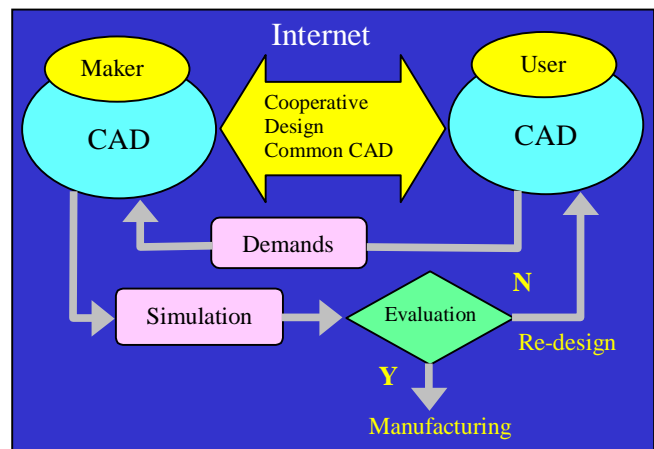 Internet
Maker
User
CAD
CAD
Cooperative
Design
Common CAD
Demands
Simulation
Evaluation
N
Re-design
Y
Manufacturing